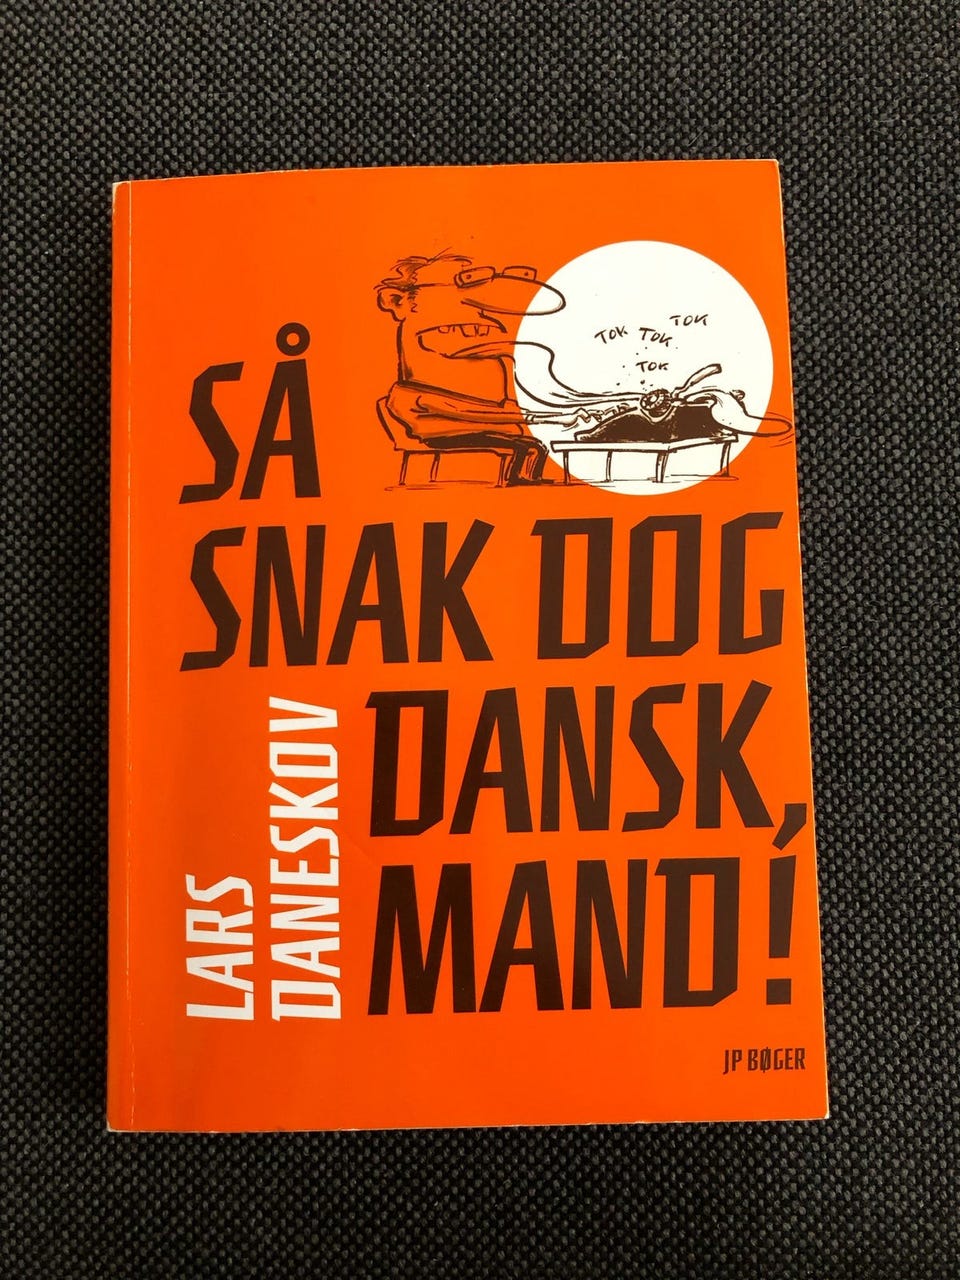 TOK TOK TOK
TOK
SÅ
SNAK DOG
DANSK,
MAND!
LARS
DANESKOV
JP BØGER